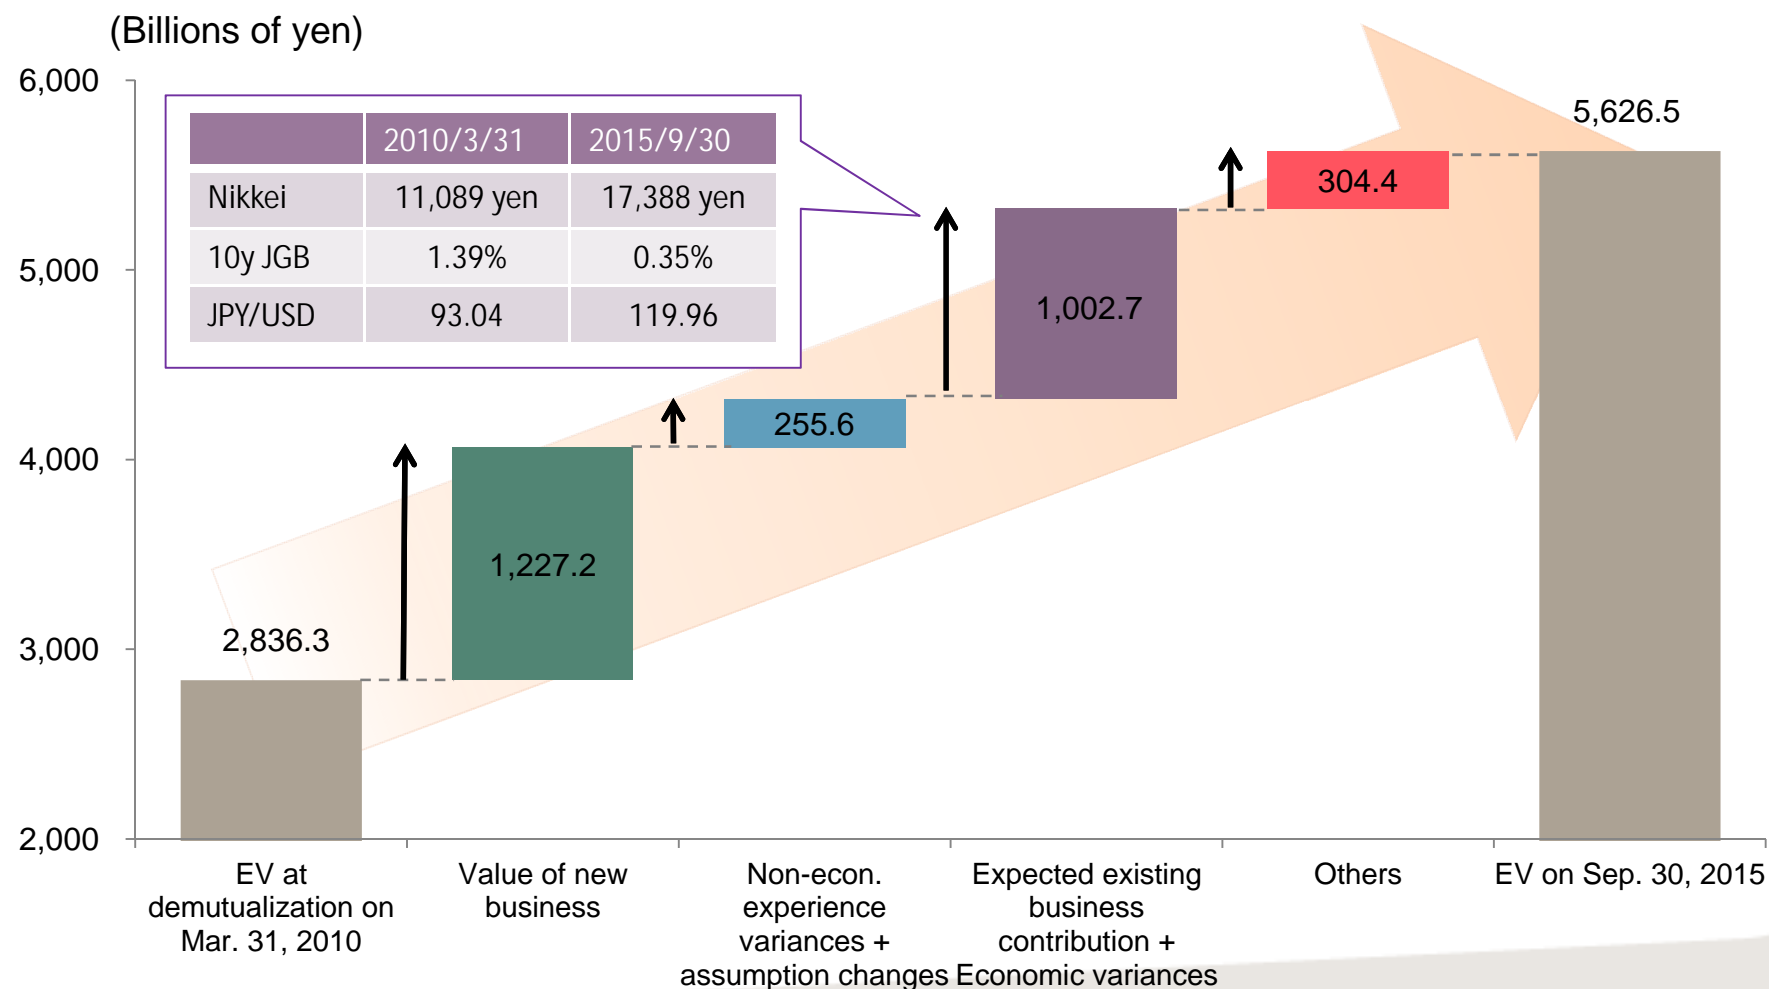 (Billions of yen)
6,000
5,000
4,000
3,000
2,000
2010/3/31 2015/9/30
Nikkei 11,089 yen 17,388 yen
10y JGB 1.39% 0.35%
JPY/USD 93.04 119.96
2,836.3
1,227.2
255.6
1,002.7
304.4
5,626.5
EV at
demutualization on
Mar. 31, 2010
Value of new
business
Non-econ.
experience
variances +
assumption changes
Expected existing
business
contribution +
Economic variances
Others
EV on Sep. 30, 2015